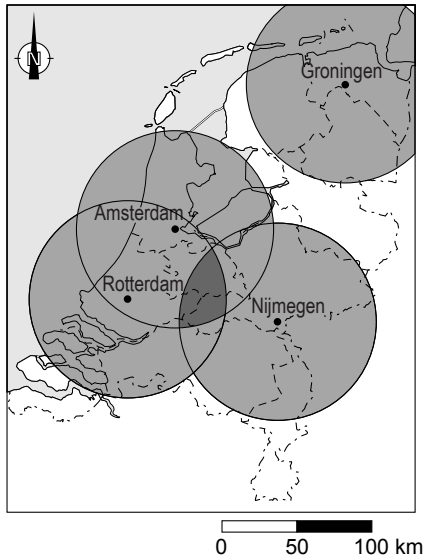 N
Groningen
Amsterdam
Rotterdam
Nijmegen
0 50 100 km